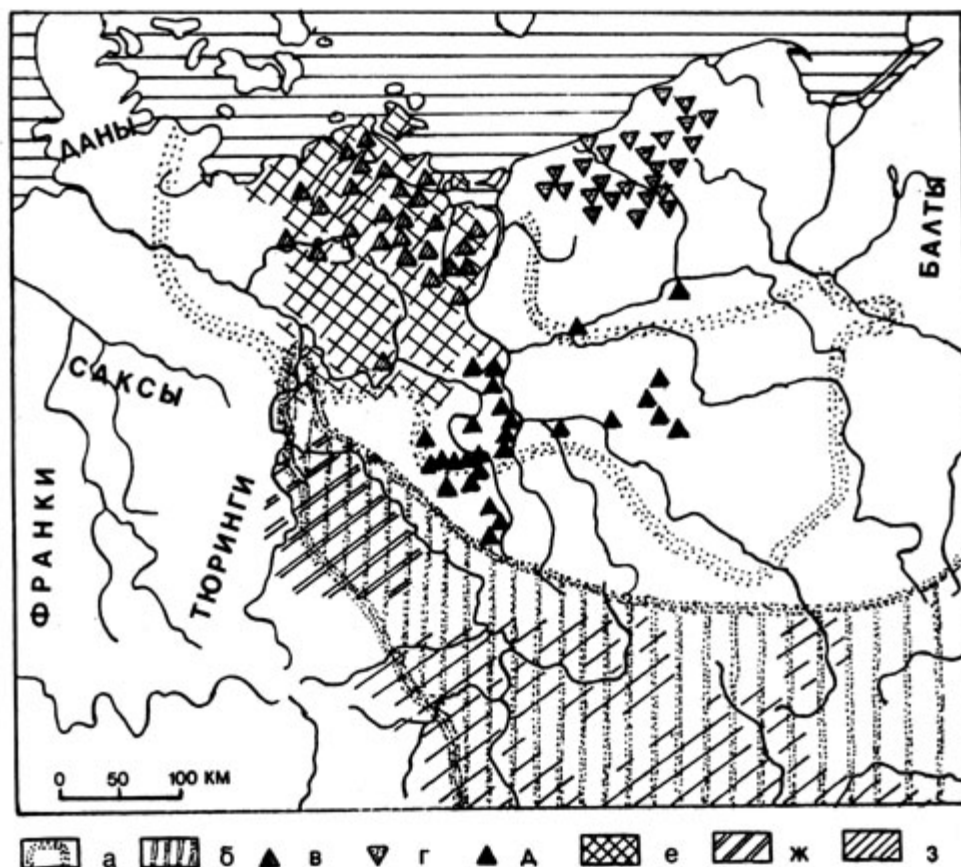 ДАНЫ
БАЛТЫ
САКСЫ
ФРАНКИ
ТЮРИНГИ
0 50 100 КМ
а б в г д е ж з